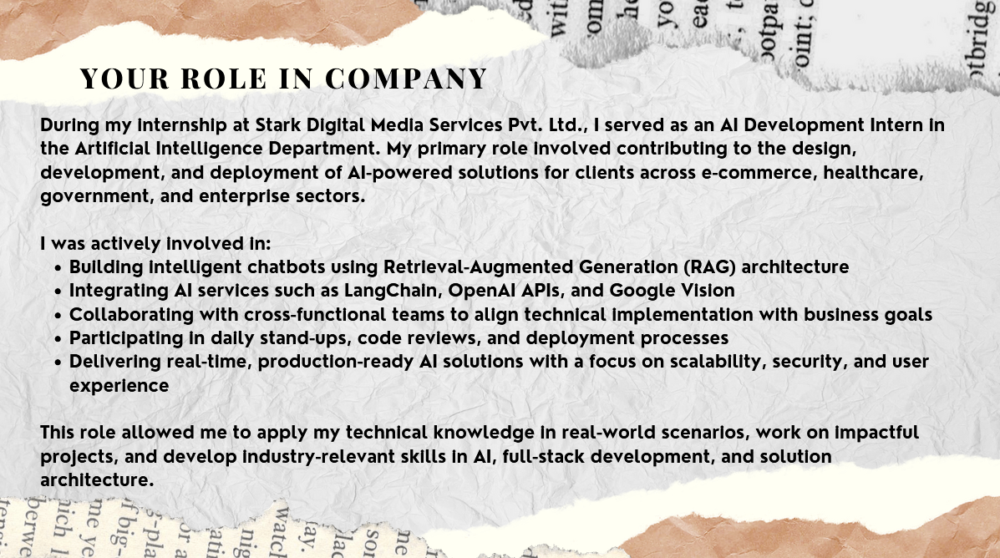 YOUR ROLE IN COMPANY
During my internship at Stark Digital Media Services Pvt. Ltd., I served as an AI Development Intern in
the Artificial Intelligence Department. My primary role involved contributing to the design,
development, and deployment of AI-powered solutions for clients across e-commerce, healthcare,
government, and enterprise sectors.
I was actively involved in:
• Building intelligent chatbots using Retrieval-Augmented Generation (RAG) architecture
• Integrating AI services such as LangChain, OpenAI APIs, and Google Vision
• Collaborating with cross-functional teams to align technical implementation with business goals
• Participating in daily stand-ups, code reviews, and deployment processes
• Delivering real-time, production-ready AI solutions with a focus on scalability, security, and user
experience
This role allowed me to apply my technical knowledge in real-world scenarios, work on impactful
projects, and develop industry-relevant skills in AI, full-stack development, and solution
architecture.